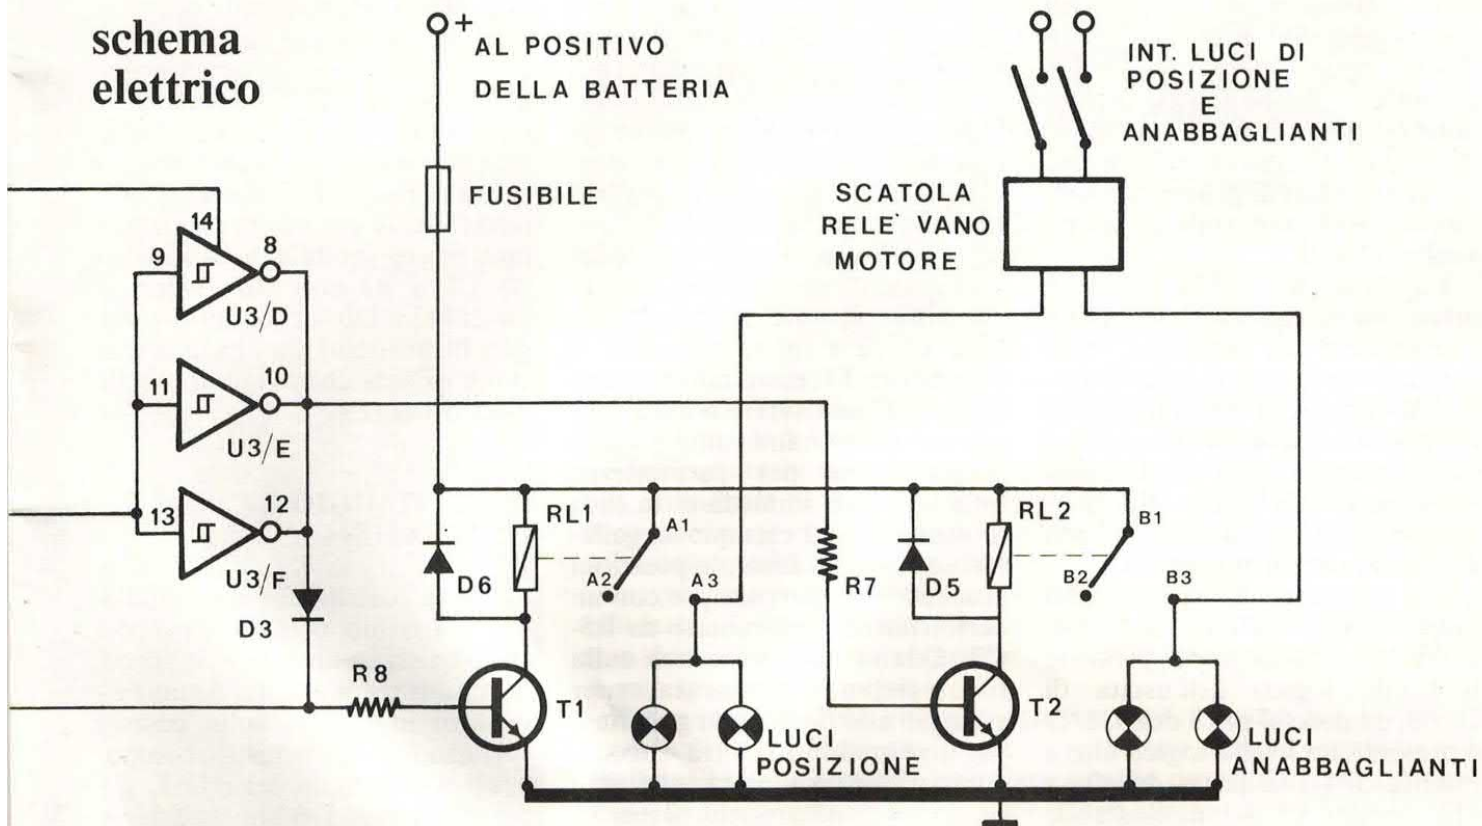 schema
elettrico
+
AL POSITIVO
DELLA BATTERIA
INT. LUCI DI
POSIZIONE
E
ANABBAGLIANTI
FUSIBILE
SCATOLA
RELE' VANO
MOTORE
14
9
8
U3/D
11
10
U3/E
13
12
U3/F
D3
R8
D6
RL1
A1
A2
A3
T1
LUCI
POSIZIONE
R7
D5
RL2
B1
B2
B3
T2
LUCI
ANABBAGLIANTI